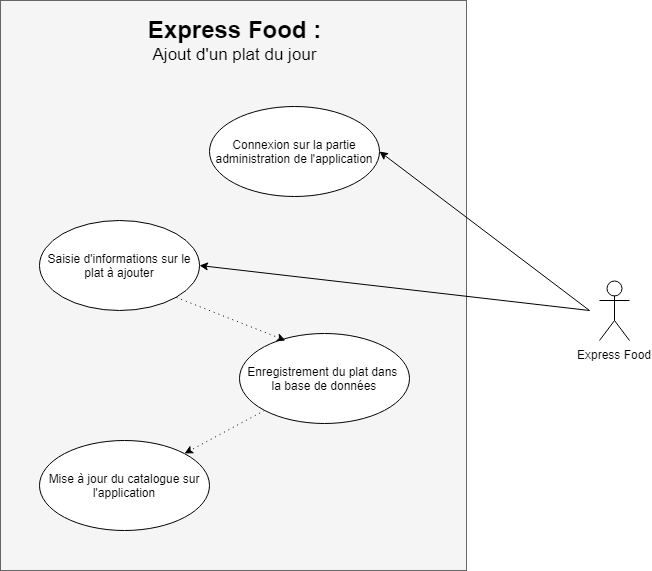 Express Food :
Ajout d'un plat du jour
Connexion sur la partie
administration de l'application
Saisie d'informations sur le
plat à ajouter
Express Food
Enregistrement du plat dans
la base de données
Mise à jour du catalogue sur
l'application